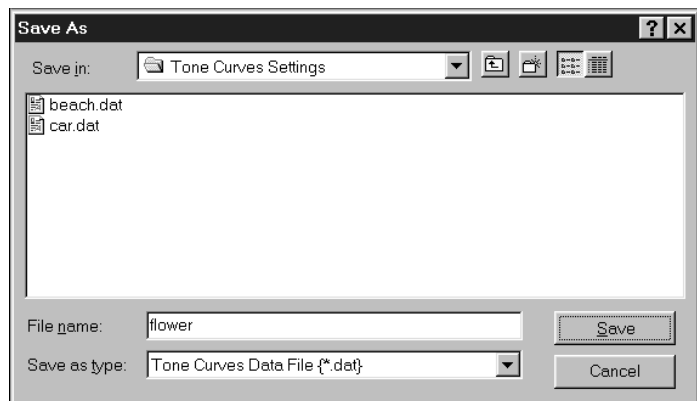 Save As
Save in: Tone Curves Settings
beach.dat
car.dat
File name: flower
Save
Save as type: Tone Curves Data File {*.dat}
Cancel